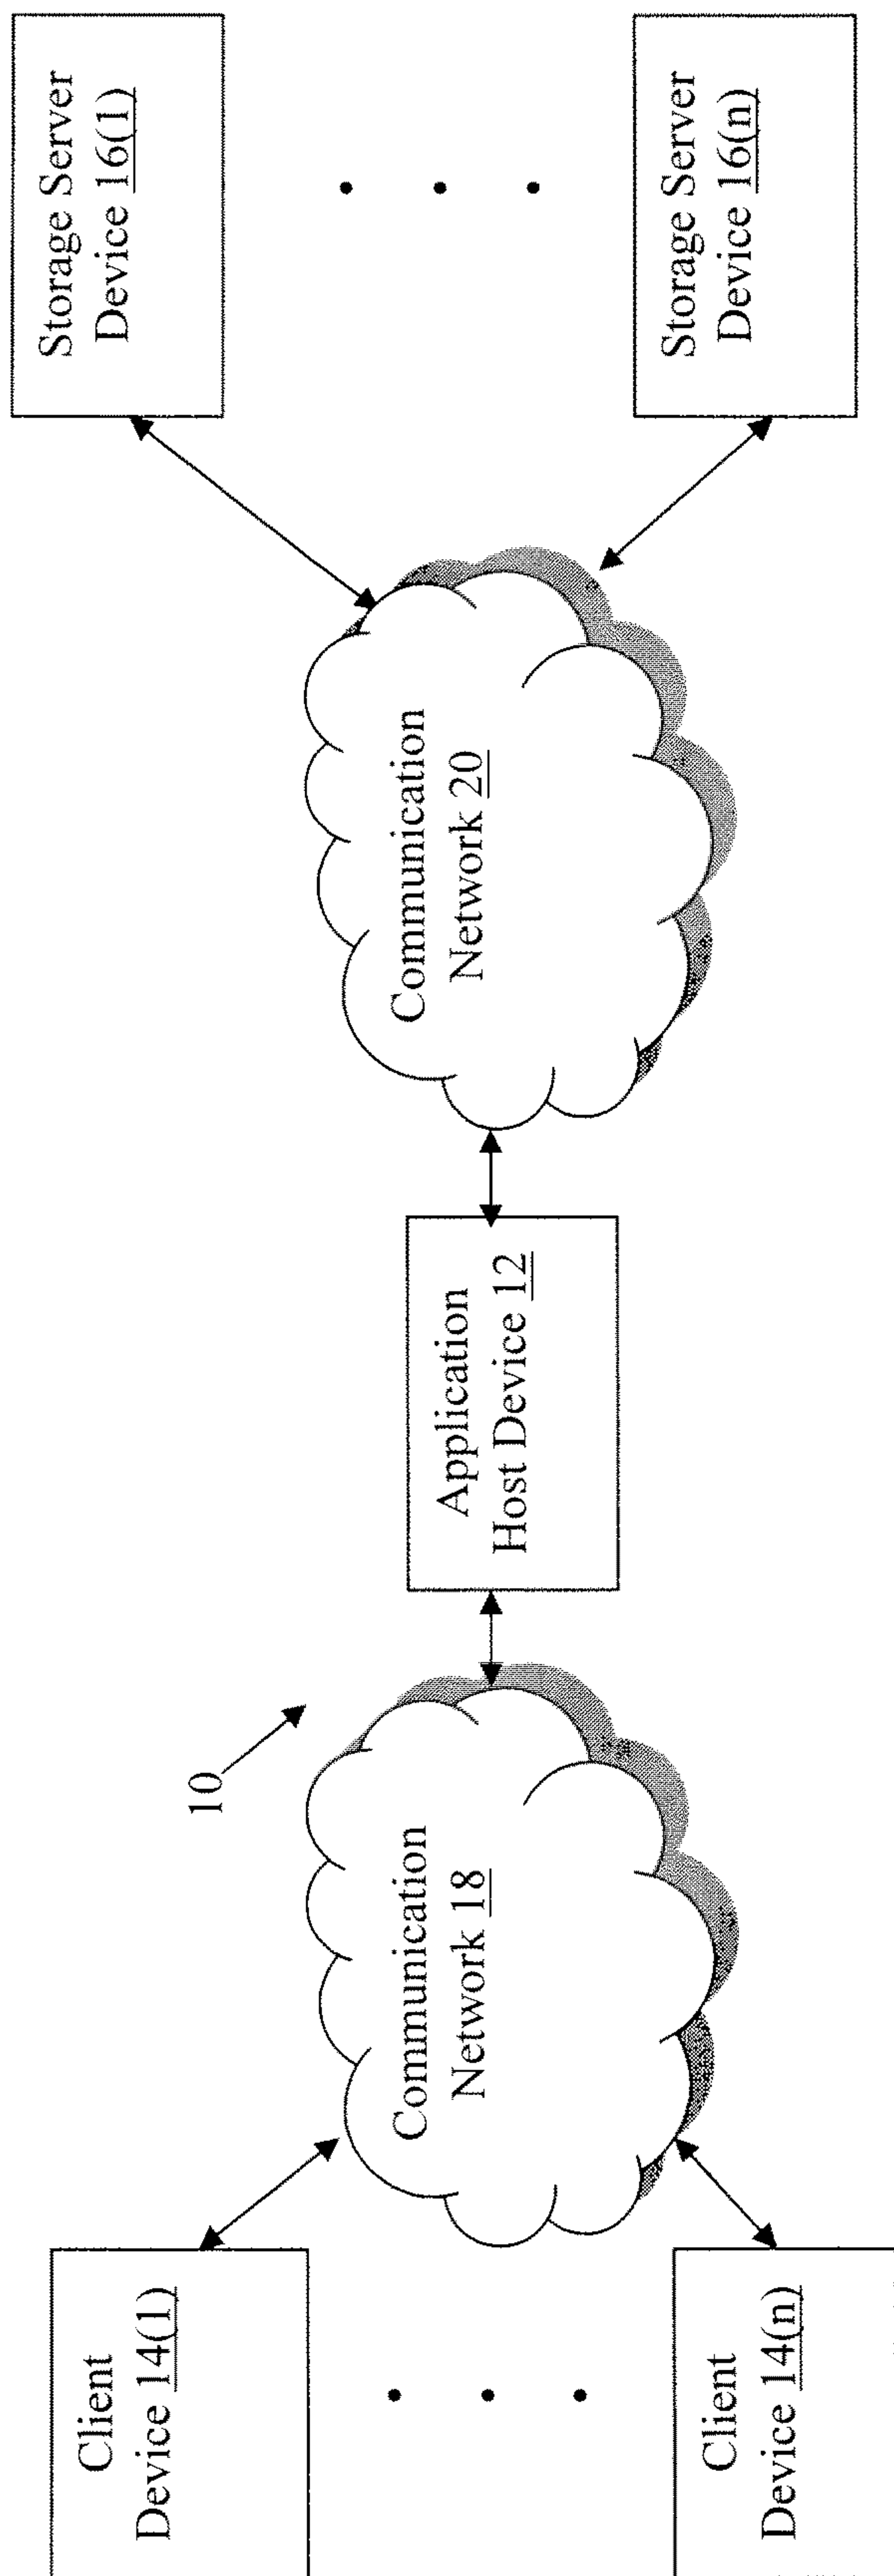 10
Client
Device 14(1)
Client
Device 14(n)
Communication
Network 18
Application
Host Device 12
Communication
Network 20
Storage Server
Device 16(1)
Storage Server
Device 16(n)